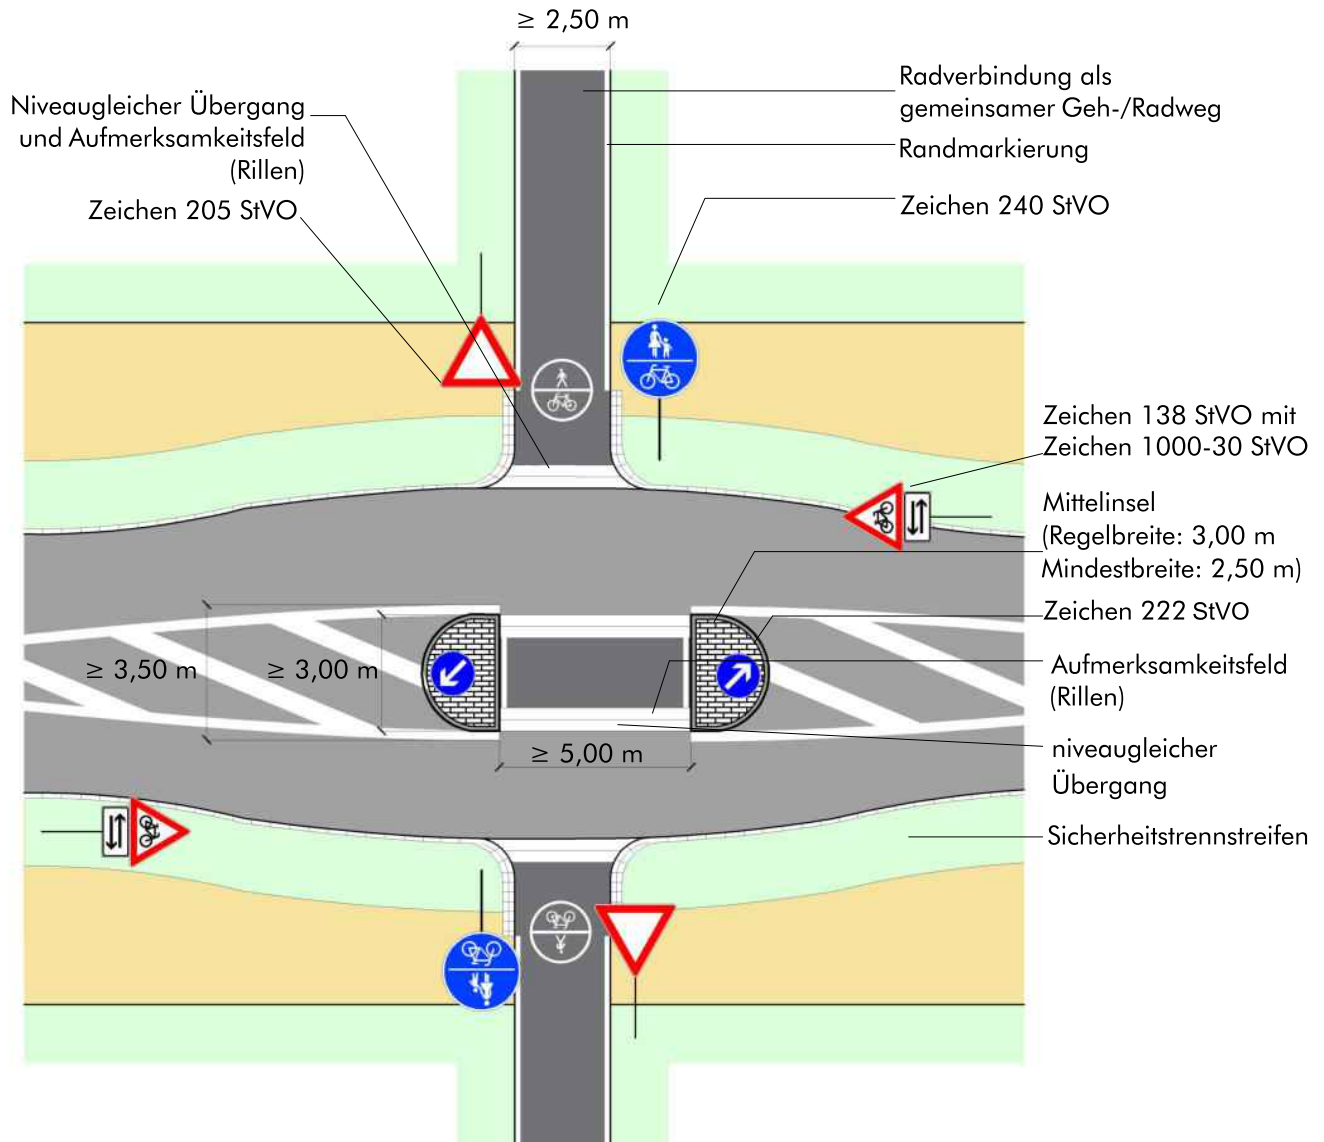 ≥ 2,50 m
Niveaugleicher Übergang
und Aufmerksamkeitsfeld
(Rillen)
Zeichen 205 StVO
Radverbindung als
gemeinsamer Geh-/Radweg
Randmarkierung
Zeichen 240 StVO
Zeichen 138 StVO mit
Zeichen 1000-30 StVO
Mittelinsel
(Regelbreite: 3,00 m
Mindestbreite: 2,50 m)
Zeichen 222 StVO
≥ 3,50 m
≥ 3,00 m
Aufmerksamkeitsfeld
(Rillen)
≥ 5,00 m
niveaugleicher
Übergang
Sicherheitstrennstreifen